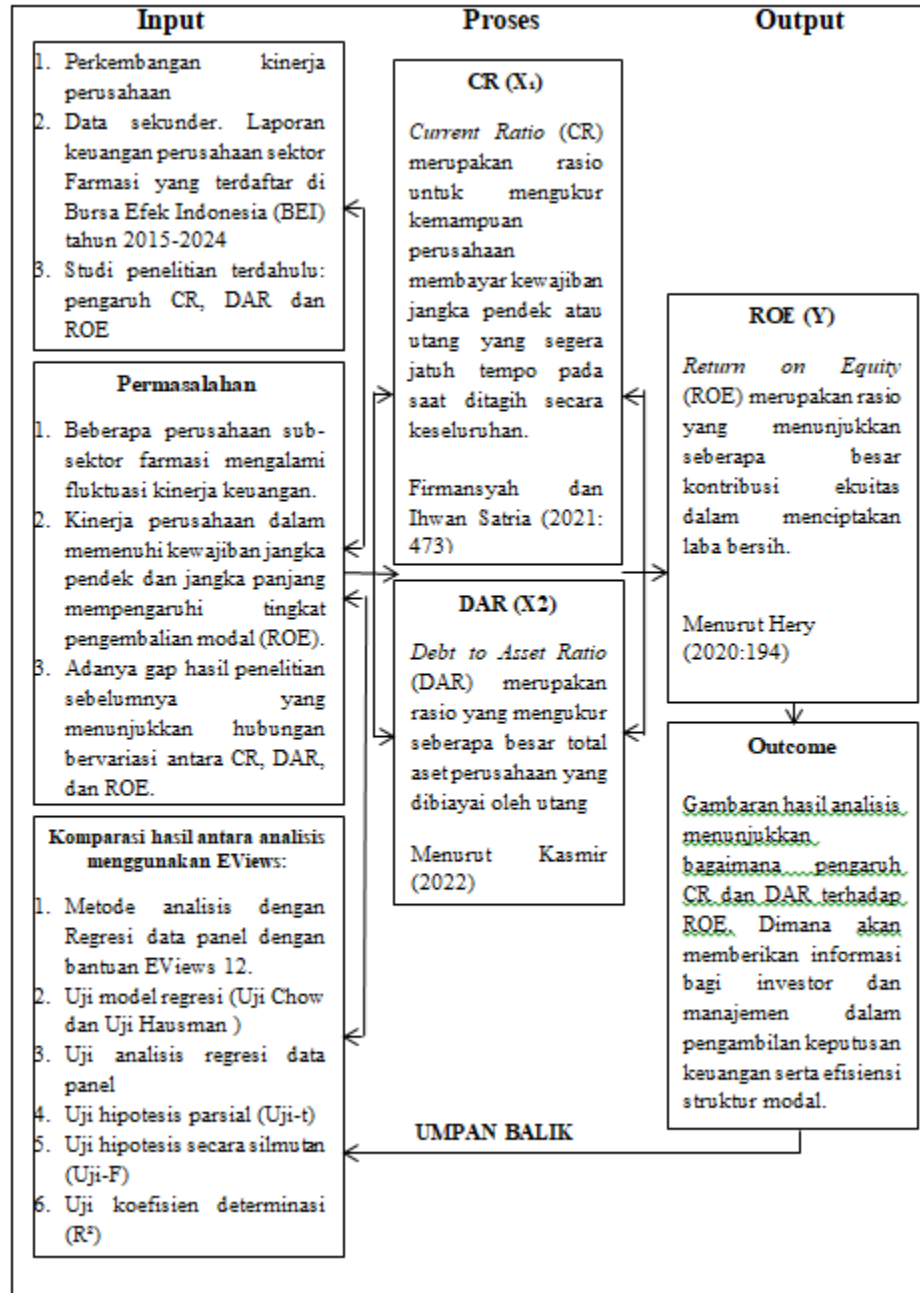 Input
Proses
Output
1. Perkembangan kinerja
perusahaan
2. Data sekunder. Laporan
keuangan perusahaan sektor
Farmasi yang terdaftar di
Bursa Efek Indonesia (BEI)
tahun 2015-2024
3. Studi penelitian terdahulu:
pengaruh CR, DAR dan
ROE
Permasalahan
1. Beberapa perusahaan sub-
sektor farmasi mengalami
fluktuasi kinerja keuangan.
2. Kinerja perusahaan dalam
memenuhi kewajiban jangka
pendek dan jangka panjang
mempengaruhi tingkat
pengembalian modal (ROE).
3. Adanya gap hasil penelitian
sebelumnya yang
menunjukkan hubungan
bervariasi antara CR, DAR,
dan ROE.
Komparasi hasil antara analisis
menggunakan EViews:
1. Metode analisis dengan
Regresi data panel dengan
bantuan EViews 12.
2. Uji model regresi (Uji Chow
dan Uji Hausman )
3. Uji analisis regresi data
panel
4. Uji hipotesis parsial (Uji-t)
5. Uji hipotesis secara silmutan
(Uji-F)
6. Uji koefisien determinasi
(R²)
CR (X₁)
Current Ratio (CR)
merupakan rasio
untuk mengukur
kemampuan
perusahaan
membayar kewajiban
jangka pendek atau
utang yang segera
jatuh tempo pada
saat ditagih secara
keseluruhan.
Firmansyah dan
Ihwan Satria (2021:
473)
DAR (X2)
Debt to Asset Ratio
(DAR) merupakan
rasio yang mengukur
seberapa besar total
aset perusahaan yang
dibiayai oleh utang
Menurut Kasmir
(2022)
ROE (Y)
Return on Equity
(ROE) merupakan rasio
yang menunjukkan
seberapa besar
kontribusi ekuitas
dalam menciptakan
laba bersih.
Menurut Hery
(2020:194)
Outcome
Gambaran hasil analisis
menunjukkan
bagaimana pengaruh
CR dan DAR terhadap
ROE. Dimana akan
memberikan informasi
bagi investor dan
manajemen dalam
pengambilan keputusan
keuangan serta efisiensi
struktur modal.
UMPAN BALIK